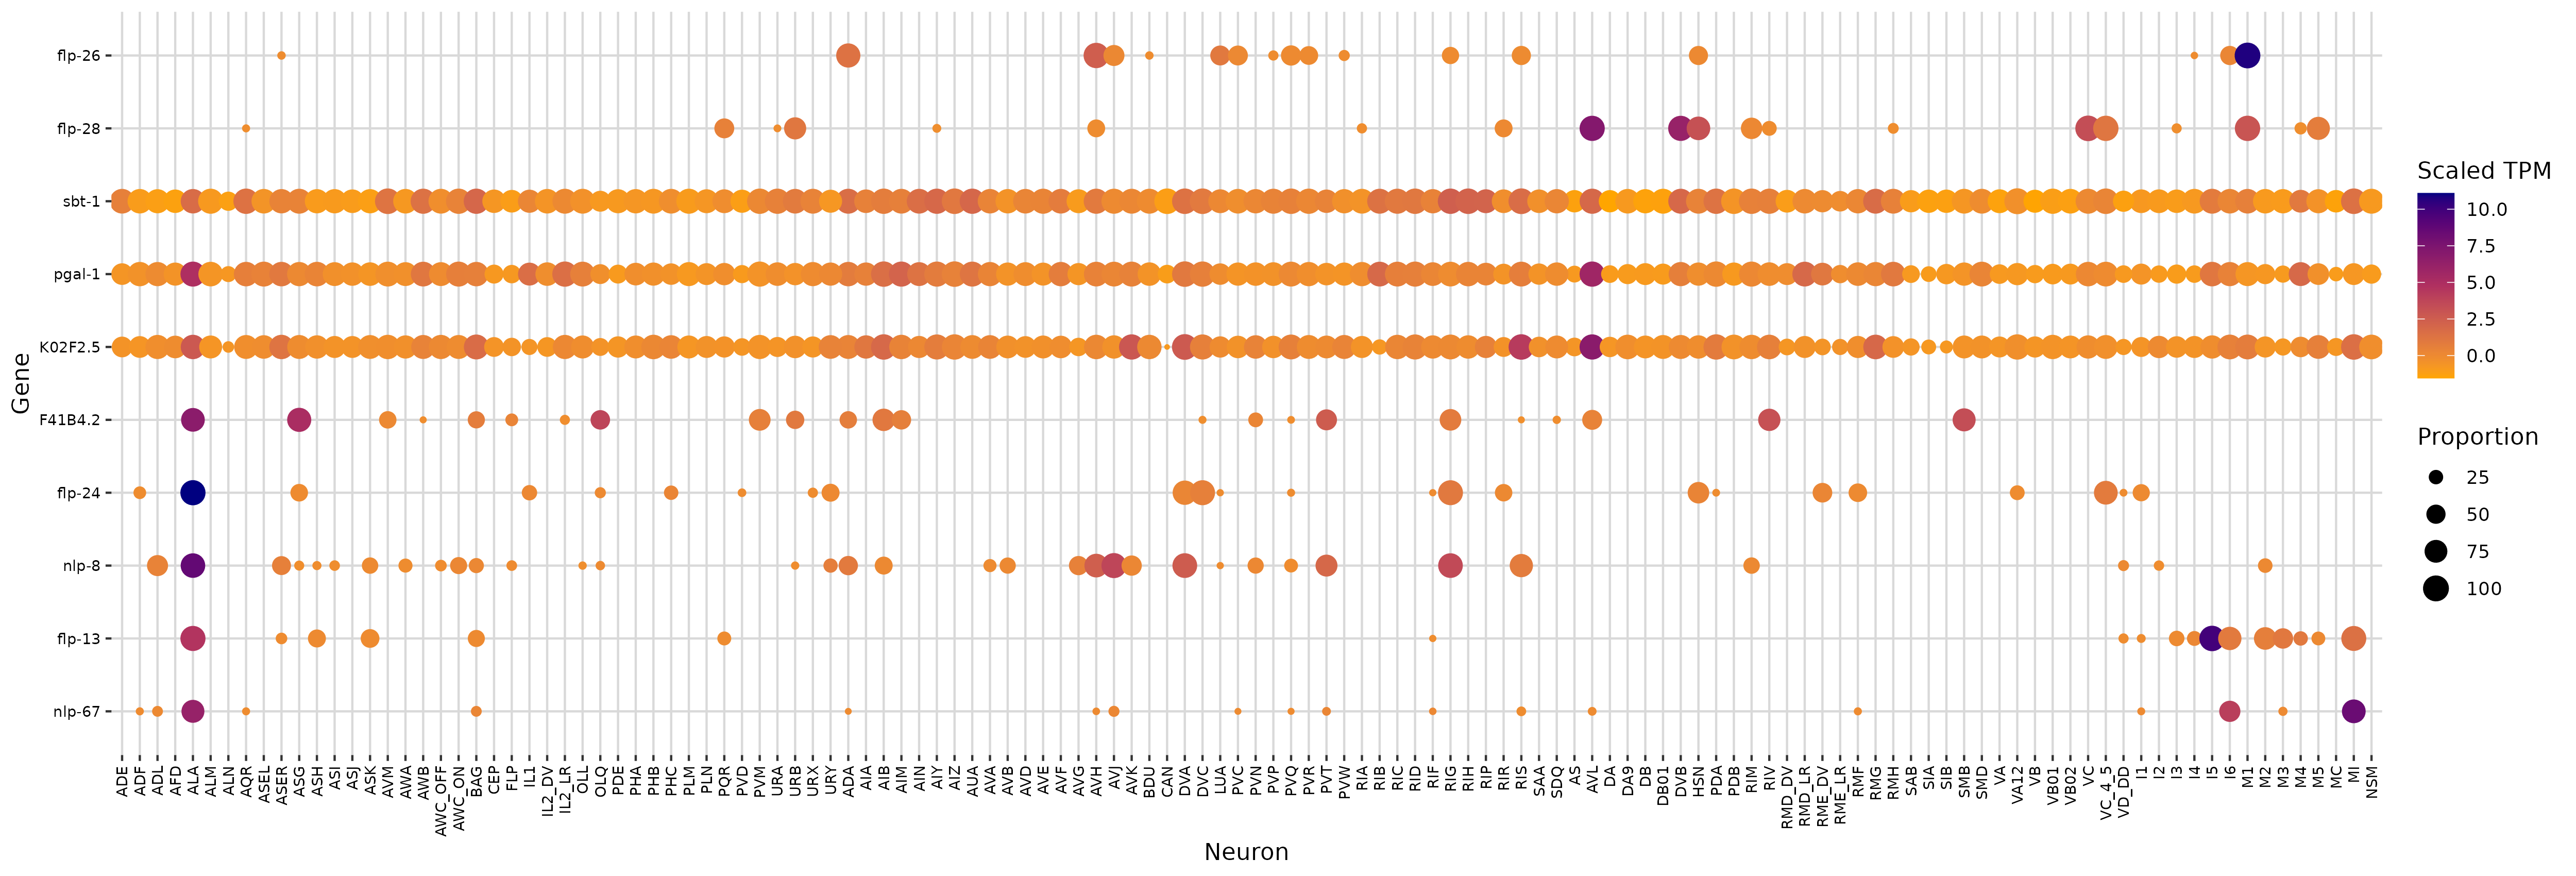 flp-26
flp-28
sbt-1
pgal-1
K02F2.5
F41B4.2
flp-24
nlp-8
flp-13
nlp-67
Gene
ADE ADF ADL AFD ALA ALM ALN AQR ASEL ASER ASG ASH ASI ASJ ASK AVM AWA AWB AWC_OFF AWC_ON BAG CEP FLP IL1 IL2_DV IL2_LR OLL OLQ PDE PHA PHB PHC PLM PLN PQR PVD PVM URA URB URX URY ADA AIA AIB AIM AIN AIY AIZ AUA AVA AVB AVD AVE AVF AVG AVH AVJ AVK BDU CAN DVA DVC LUA PVC PVN PVP PVQ PVR PVT PVW RIA RIB RIC RID RIF RIG RIH RIP RIR RIS SAA SDQ AS AVL DA DA9 DB DB01 DVB HSN PDA PDB RIM RIV RMD_DV RMD_LR RME_DV RME_LR RMF RMG RMH SAB SIA SIB SMB SMD VA VA12 VB VB01 VB02 VC VC_4_5 VD_DD I1 I2 I3 I4 I5 I6 M1 M2 M3 M4 M5 MC MI NSM
Neuron
Scaled TPM
10.0
7.5
5.0
2.5
0.0
Proportion
25
50
75
100